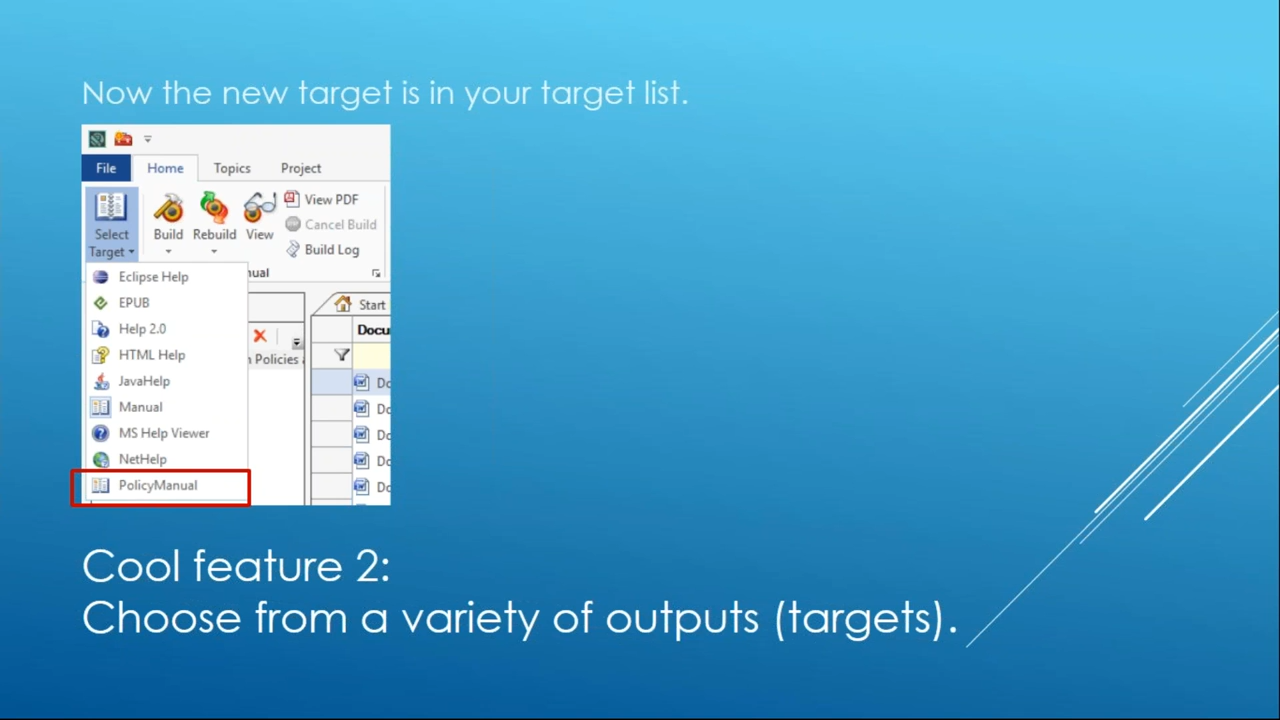 Now the new target is in your target list.
File Home Topics Project
Select Target
Build
Rebuild
View
View PDF
Cancel Build
Build Log
Eclipse Help
EPUB
Help 2.0
HTML Help
JavaHelp
Manual
MS Help Viewer
NetHelp
PolicyManual
Start
Policies
Cool feature 2:
Choose from a variety of outputs (targets).